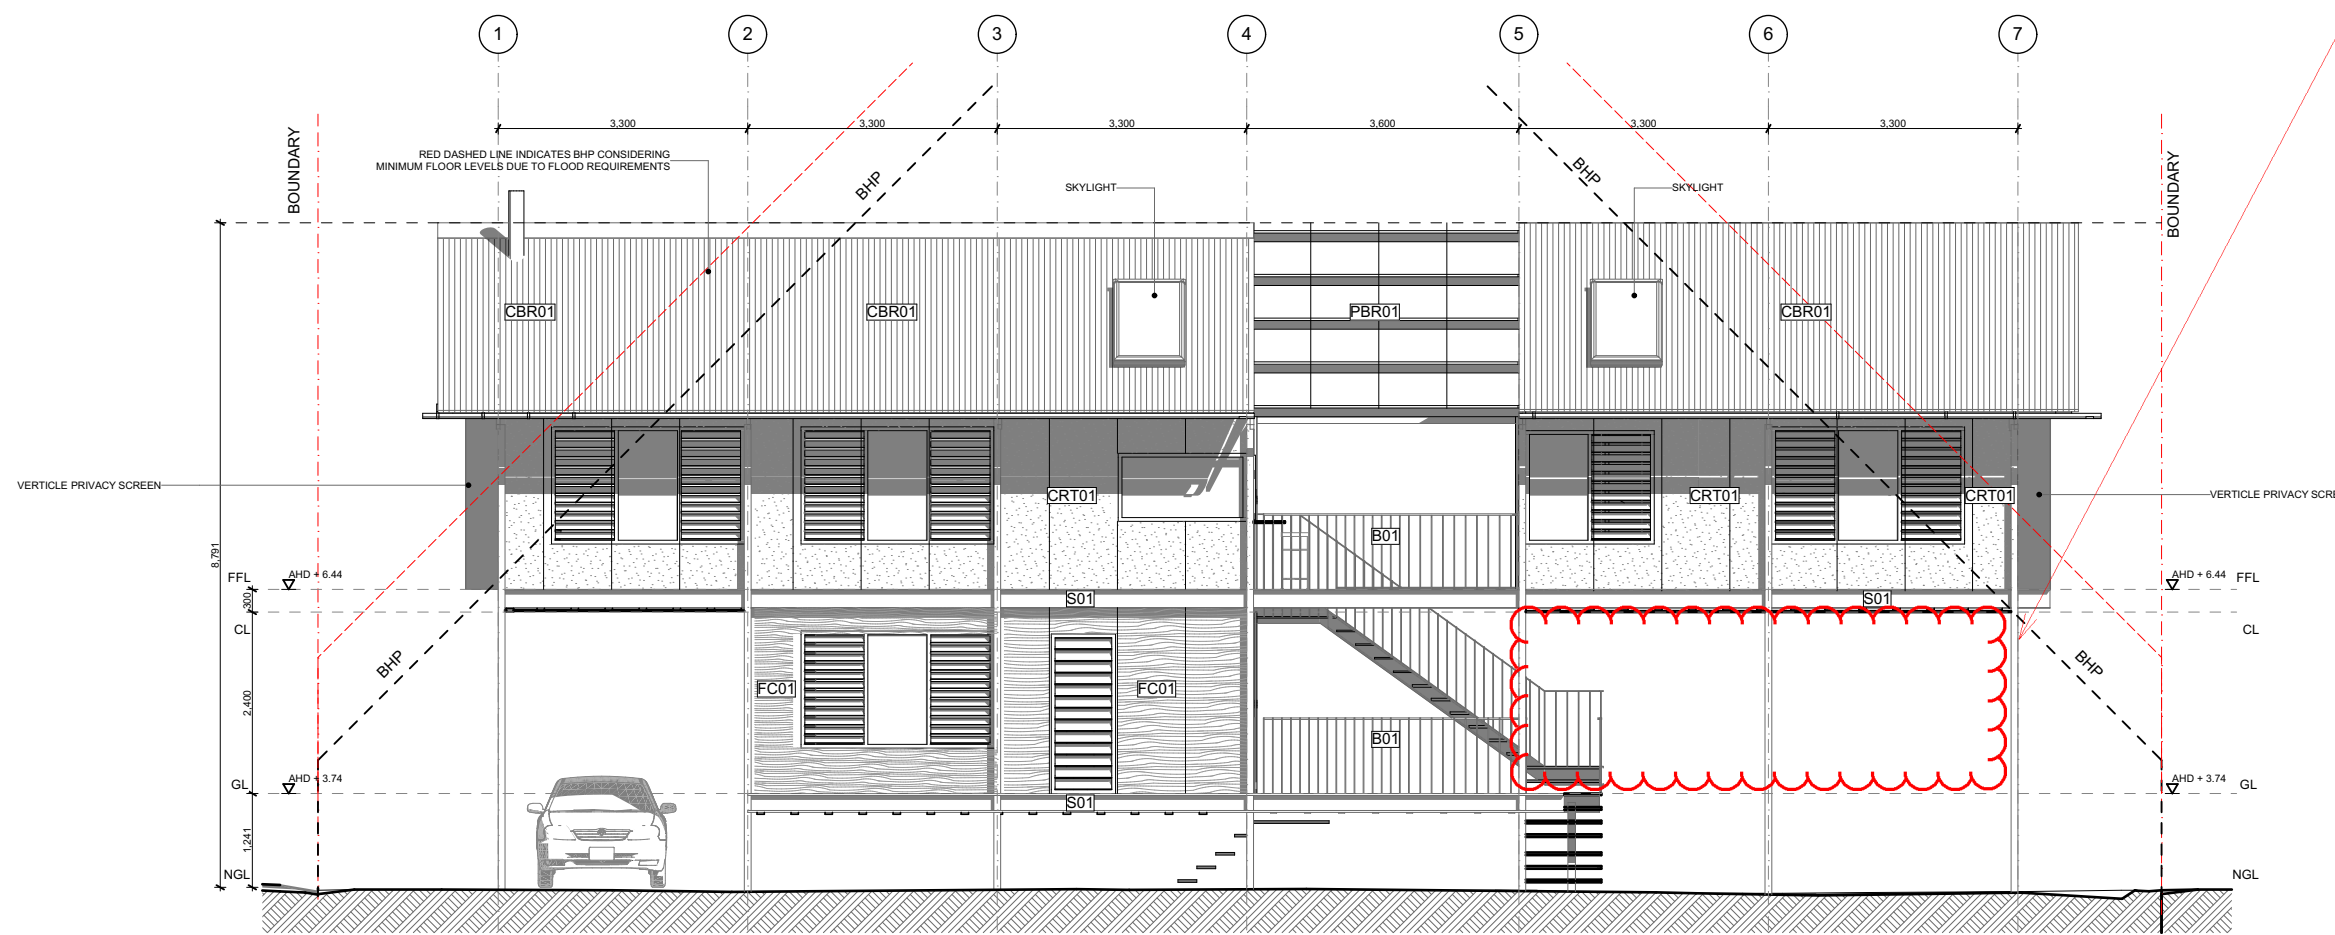 1 2 3 4 5 6 7
3,300 3,300 3,300 3,600 3,300 3,300
BOUNDARY
RED DASHED LINE INDICATES BHP CONSIDERING
MINIMUM FLOOR LEVELS DUE TO FLOOD REQUIREMENTS
BHP
SKYLIGHT
BHP
SKYLIGHT
BOUNDARY
CBR01
CBR01
PBR01
CBR01
VERTICLE PRIVACY SCREEN
CRT01
CRT01
CRT01
VERTICLE PRIVACY SCRE
B01
8,791
FFL
AHD + 6.44
AHD + 6.44
FFL
300
S01
S01
CL
CL
BHP
BHP
2,400
FC01
FC01
B01
GL
AHD + 3.74
AHD + 3.74
GL
S01
1,241
NGL
NGL